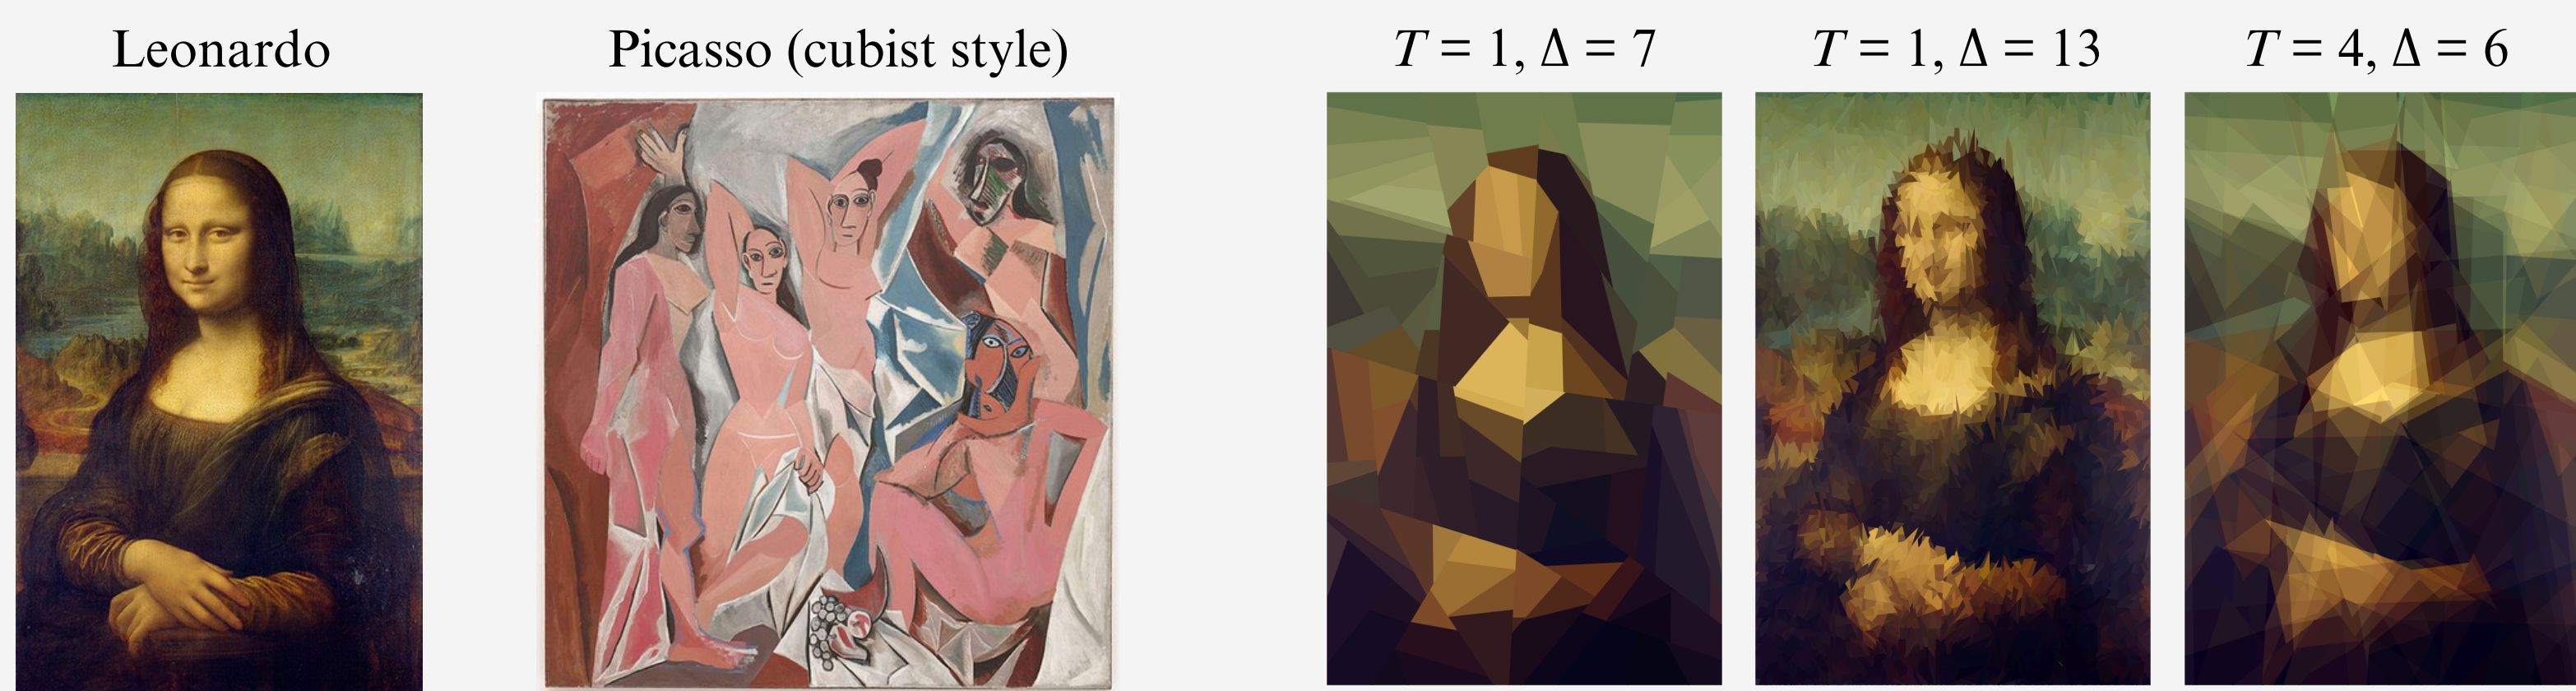 Leonardo
Picasso (cubist style)
T = 1, Δ = 7
T = 1, Δ = 13
T = 4, Δ = 6